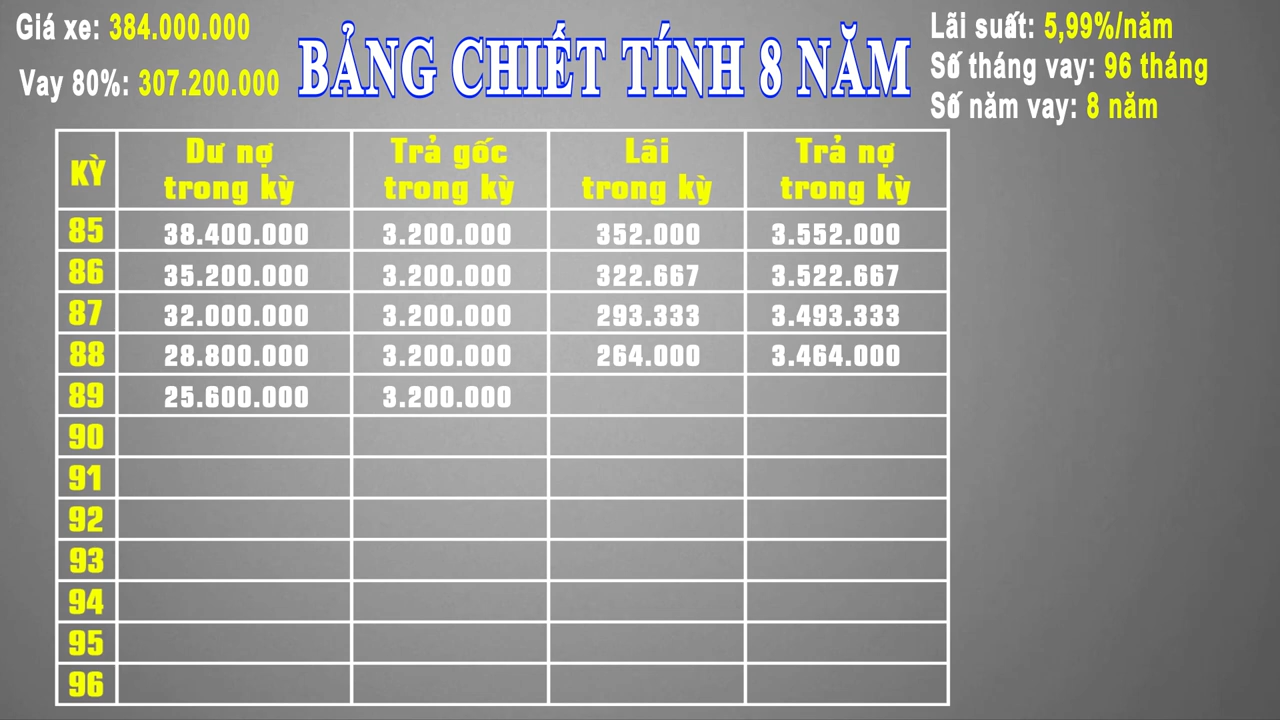 Giá xe: 384.000.000
Vay 80%: 307.200.000
BẢNG CHIẾT TÍNH 8 NĂM
Lãi suất: 5,99%/năm
Số tháng vay: 96 tháng
Số năm vay: 8 năm
KỲ Dư nợ trong kỳ Trả gốc trong kỳ Lãi trong kỳ Trả nợ trong kỳ
85 38.400.000 3.200.000 352.000 3.552.000
86 35.200.000 3.200.000 322.667 3.522.667
87 32.000.000 3.200.000 293.333 3.493.333
88 28.800.000 3.200.000 264.000 3.464.000
89 25.600.000 3.200.000
90
91
92
93
94
95
96